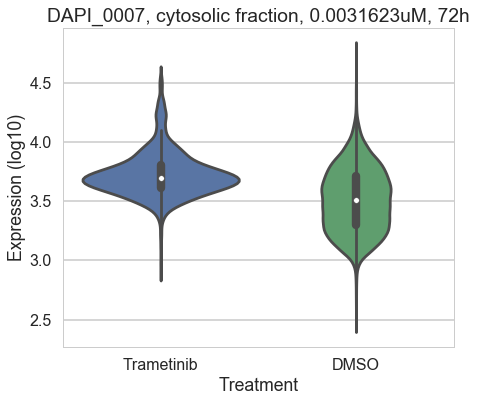 DAPI_0007, cytosolic fraction, 0.0031623uM, 72h
Expression (log10)
4.5
4.0
3.5
3.0
2.5
Trametinib DMSO
Treatment